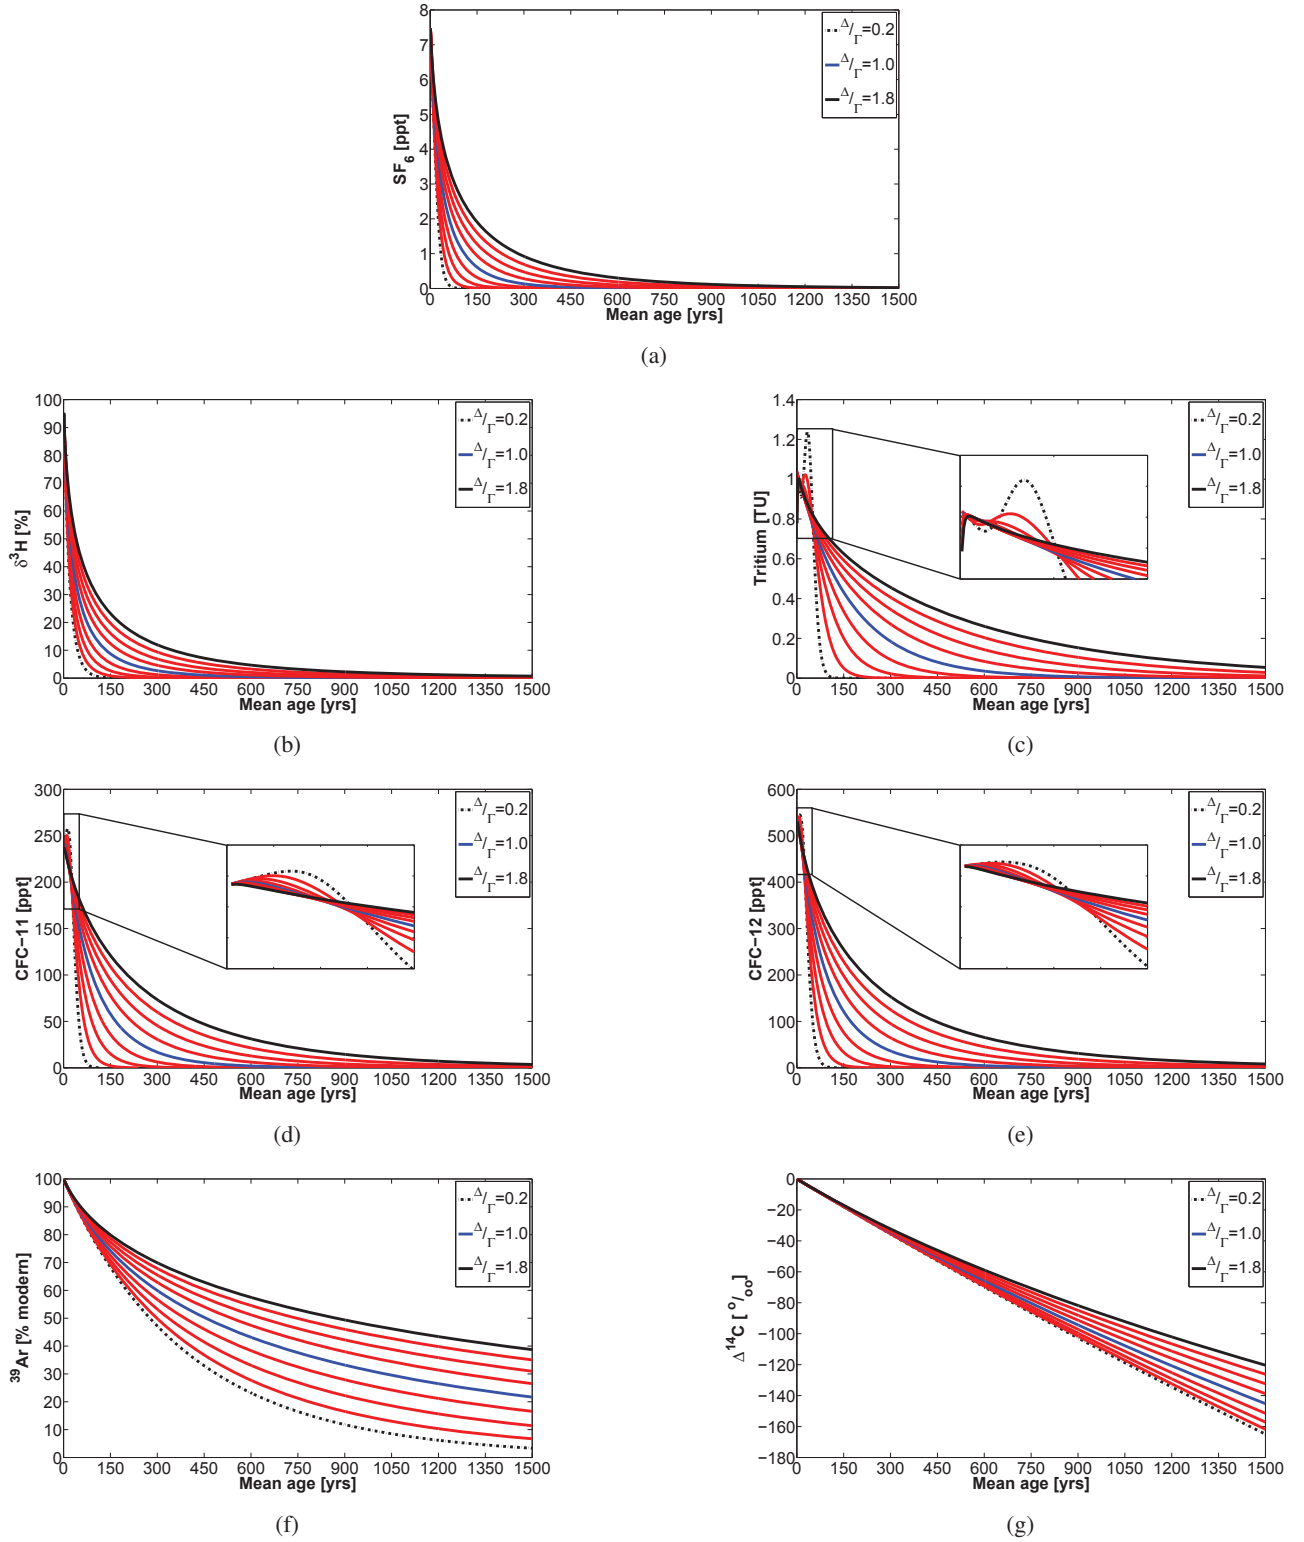 8
7
6
5
4
3
2
1
0
SF6 [ppt]
0 150 300 450 600 750 900 1050 1200 1350 1500
Mean age [yrs]
Δ/Γ=0.2
Δ/Γ=1.0
Δ/Γ=1.8
(a)
100
90
80
70
60
50
40
30
20
10
0
δ3H [%]
0 150 300 450 600 750 900 1050 1200 1350 1500
Mean age [yrs]
Δ/Γ=0.2
Δ/Γ=1.0
Δ/Γ=1.8
(b)
1.4
1.2
1
0.8
0.6
0.4
0.2
0
Tritium [TU]
0 150 300 450 600 750 900 1050 1200 1350 1500
Mean age [yrs]
Δ/Γ=0.2
Δ/Γ=1.0
Δ/Γ=1.8
(c)
300
250
200
150
100
50
0
CFC−11 [ppt]
0 150 300 450 600 750 900 1050 1200 1350 1500
Mean age [yrs]
Δ/Γ=0.2
Δ/Γ=1.0
Δ/Γ=1.8
(d)
600
500
400
300
200
100
0
CFC−12 [ppt]
0 150 300 450 600 750 900 1050 1200 1350 1500
Mean age [yrs]
Δ/Γ=0.2
Δ/Γ=1.0
Δ/Γ=1.8
(e)
100
90
80
70
60
50
40
30
20
10
0
39Ar [% modern]
0 150 300 450 600 750 900 1050 1200 1350 1500
Mean age [yrs]
Δ/Γ=0.2
Δ/Γ=1.0
Δ/Γ=1.8
(f)
0
−20
−40
−60
−80
−100
−120
−140
−160
−180
Δ14C [ o/oo]
0 150 300 450 600 750 900 1050 1200 1350 1500
Mean age [yrs]
Δ/Γ=0.2
Δ/Γ=1.0
Δ/Γ=1.8
(g)